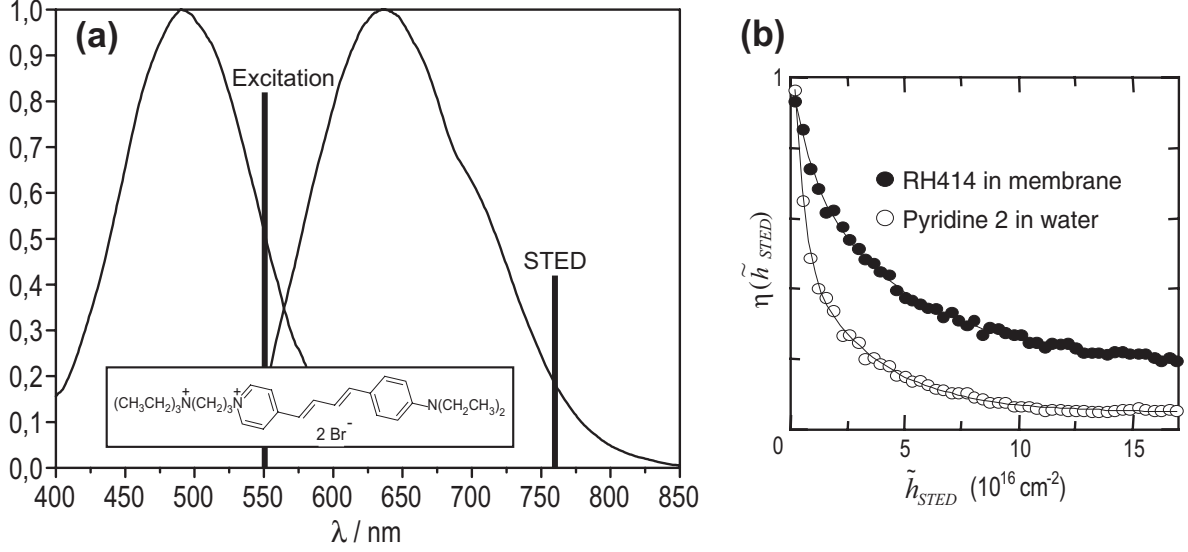 (a)
1,0
0,9
0,8
0,7
0,6
0,5
0,4
0,3
0,2
0,1
0,0
Excitation
STED
(CH3CH2)3N+(CH2)3N+
N(CH2CH3)2
2 Br-
400 450 500 550 600 650 700 750 800 850
λ / nm
(b)
1
η(h̃ STED)
RH414 in membrane
Pyridine 2 in water
0 5 10 15
h̃STED (10^16 cm^-2)